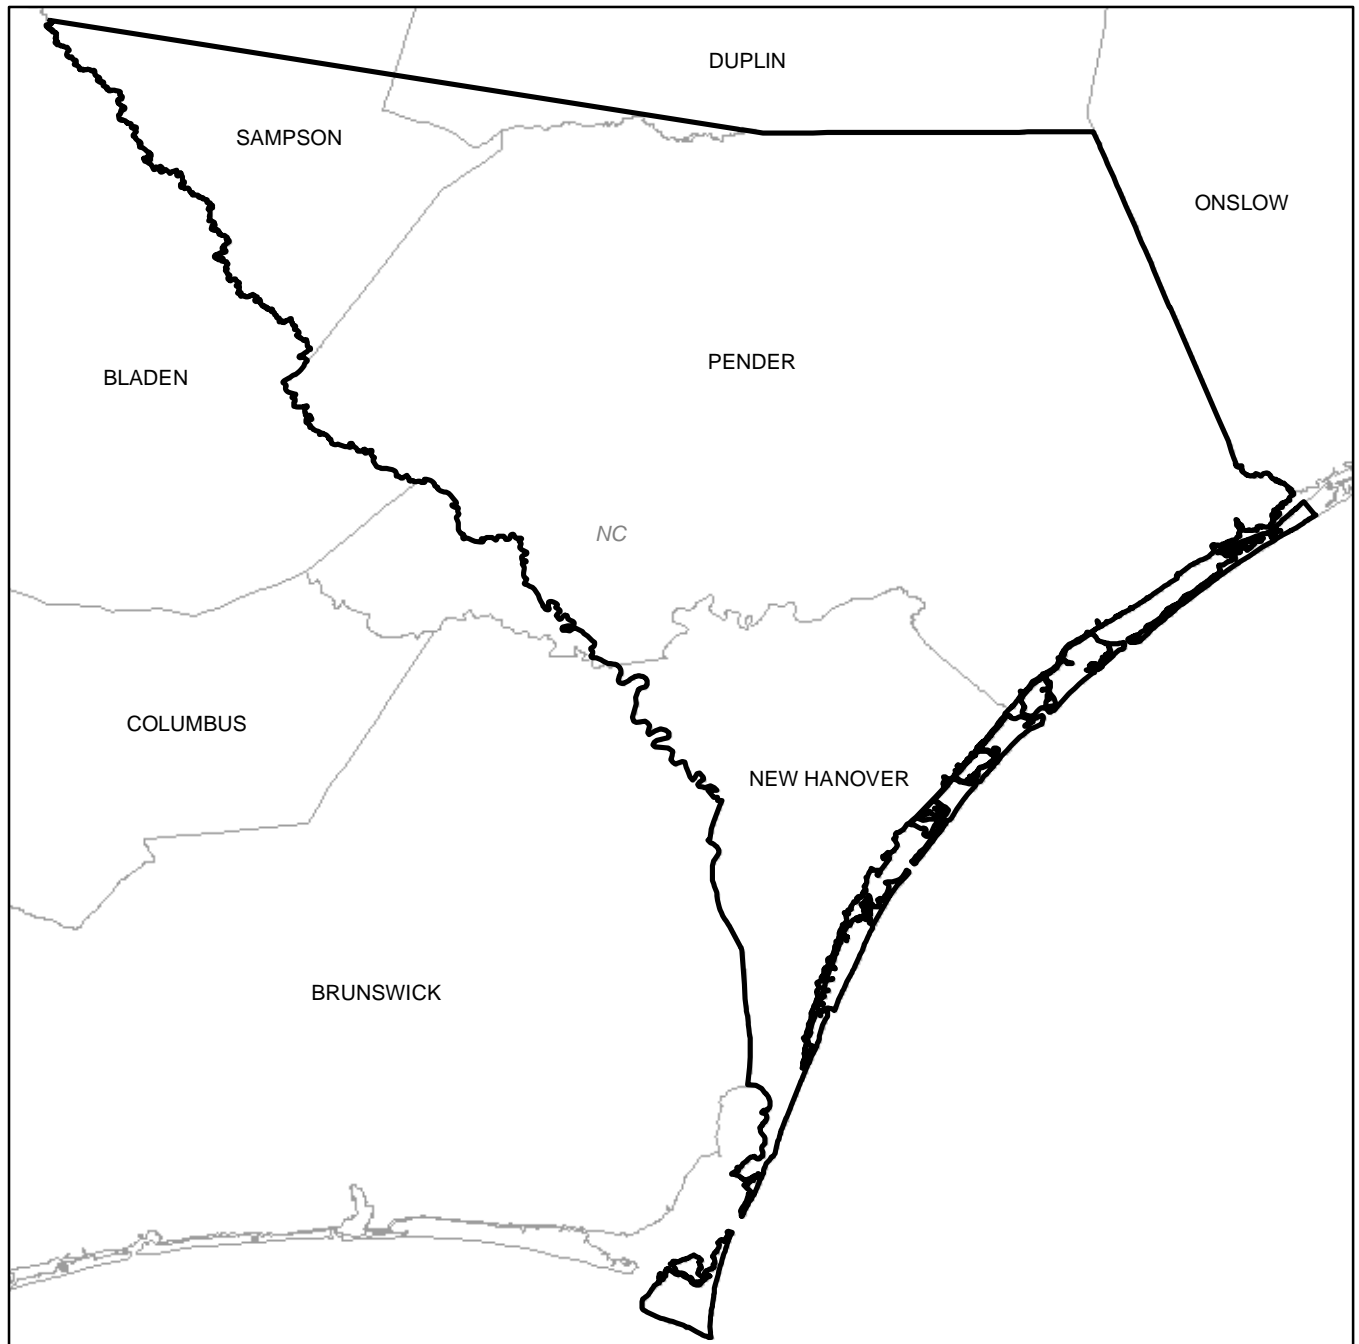 DUPLIN
SAMPSON
ONSLOW
PENDER
BLADEN
NC
COLUMBUS
NEW HANOVER
BRUNSWICK